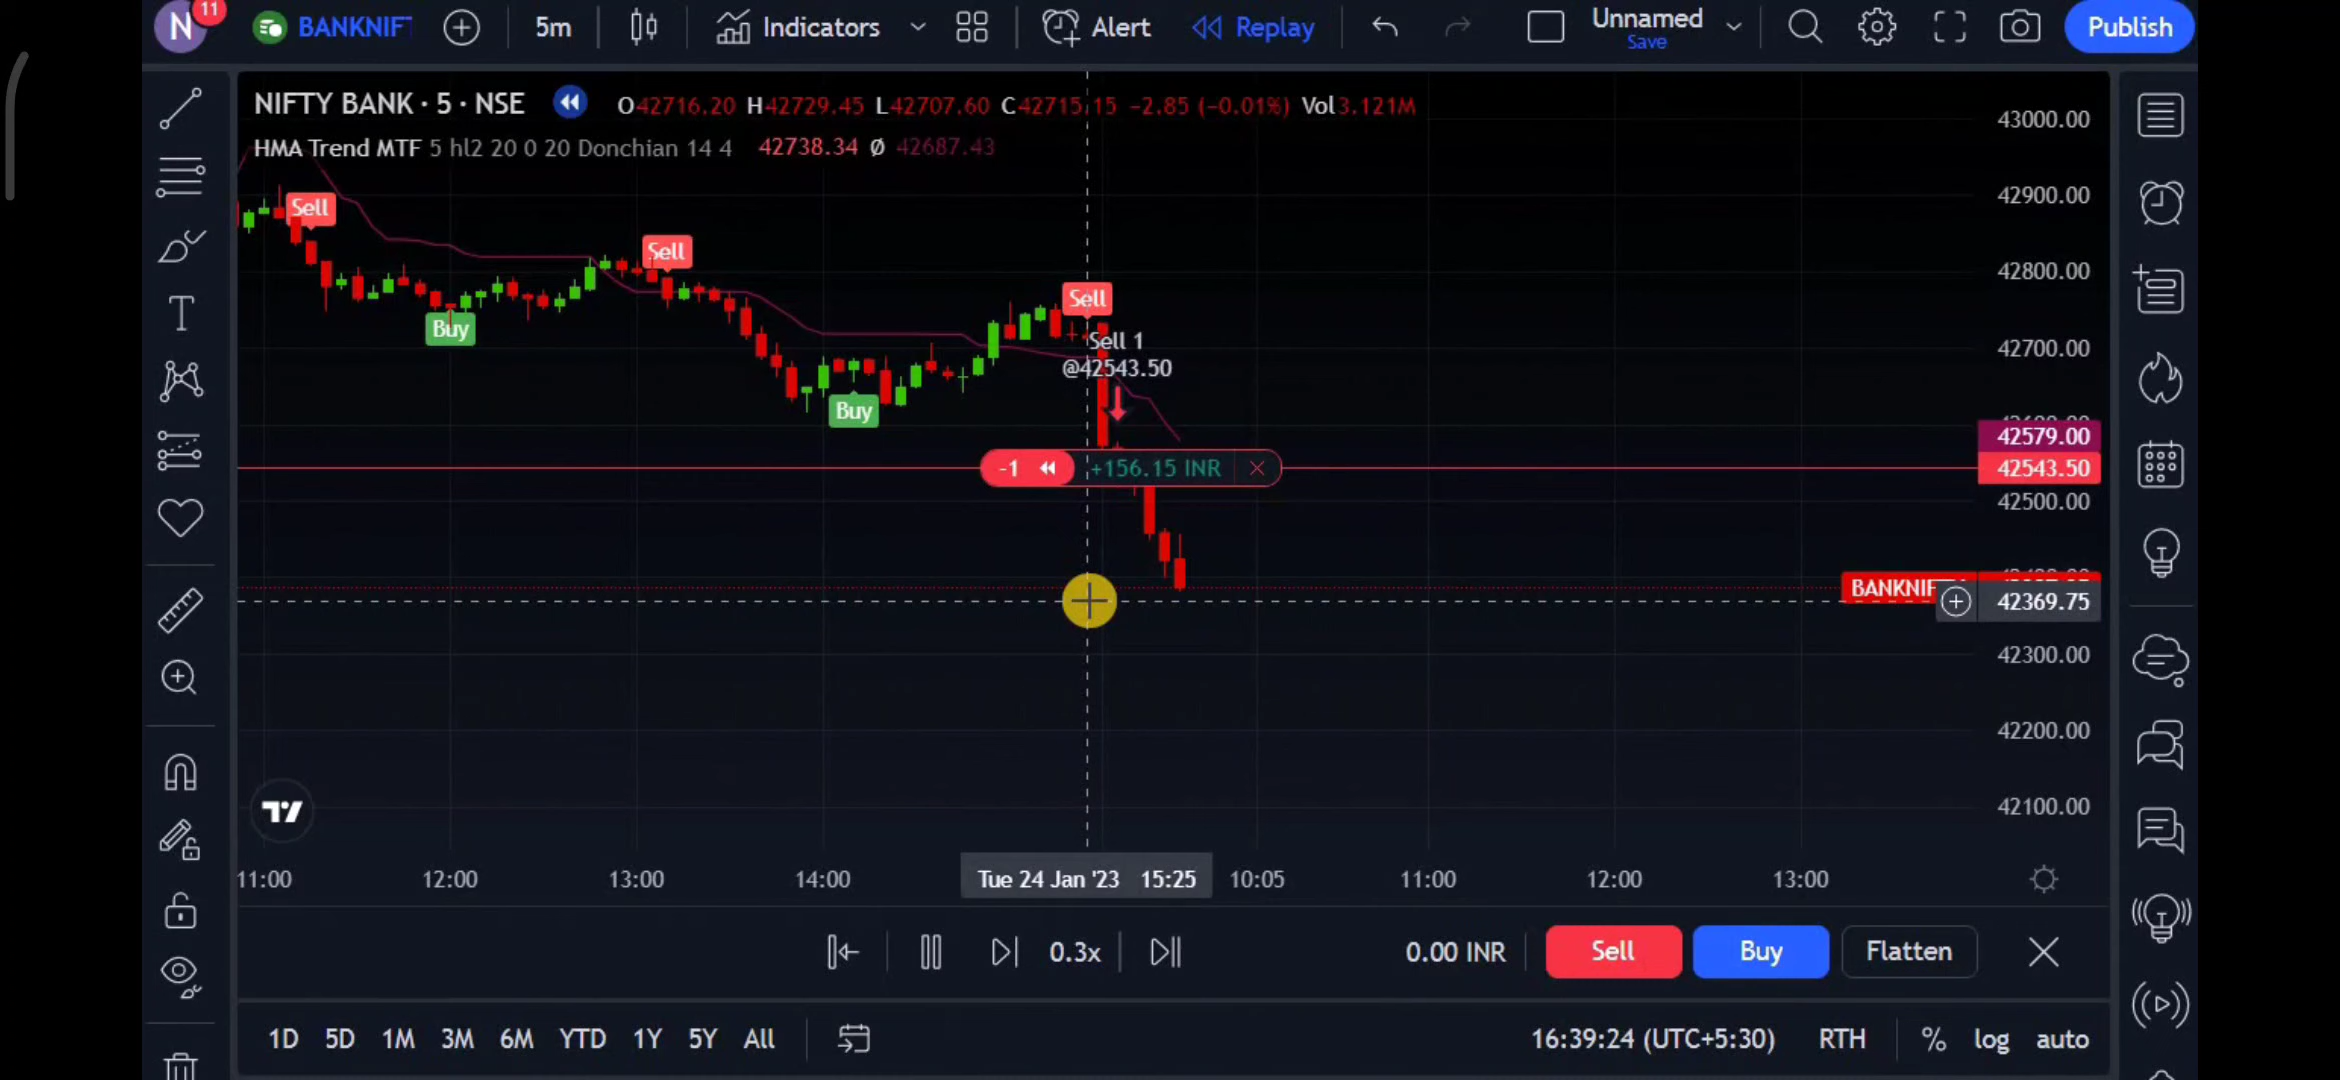 N 11 BANKNIFT 5m Indicators Alert Replay Unnamed Save Publish
NIFTY BANK · 5 · NSE O42716.20 H42729.45 L42707.60 C42715.15 −2.85 (−0.01%) Vol3.121M
HMA Trend MTF 5 hl2 20 0 20 Donchian 14 4 42738.34 Ø 42687.43
43000.00
42900.00
42800.00
42700.00
42579.00
42543.50
42500.00
42369.75
42300.00
42200.00
42100.00
Sell
Sell
Sell
Sell 1
@42543.50
Buy
Buy
-1 +156.15 INR
BANKNIF
11:00 12:00 13:00 14:00 Tue 24 Jan '23 15:25 10:05 11:00 12:00 13:00
0.3x 0.00 INR Sell Buy Flatten
1D 5D 1M 3M 6M YTD 1Y 5Y All 16:39:24 (UTC+5:30) RTH % log auto